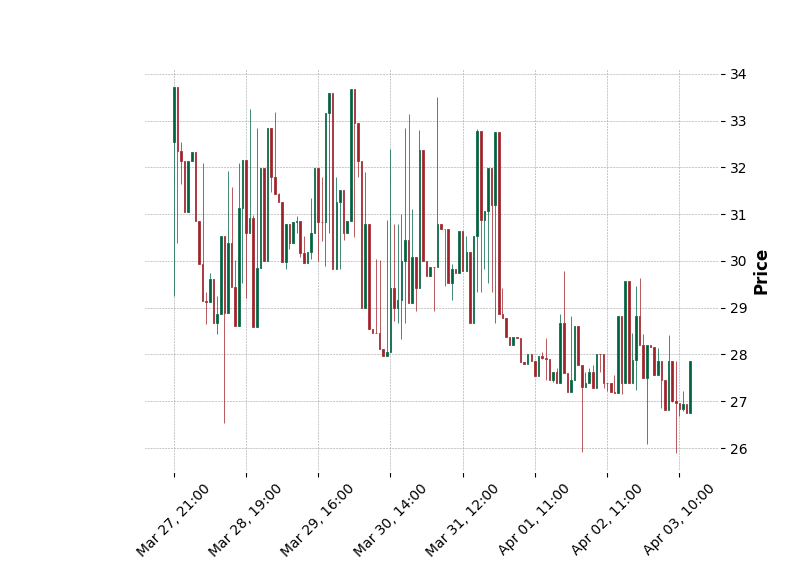 34
33
32
31
30
29
28
27
26
Price
Mar 27, 21:00
Mar 28, 19:00
Mar 29, 16:00
Mar 30, 14:00
Mar 31, 12:00
Apr 01, 11:00
Apr 02, 11:00
Apr 03, 10:00